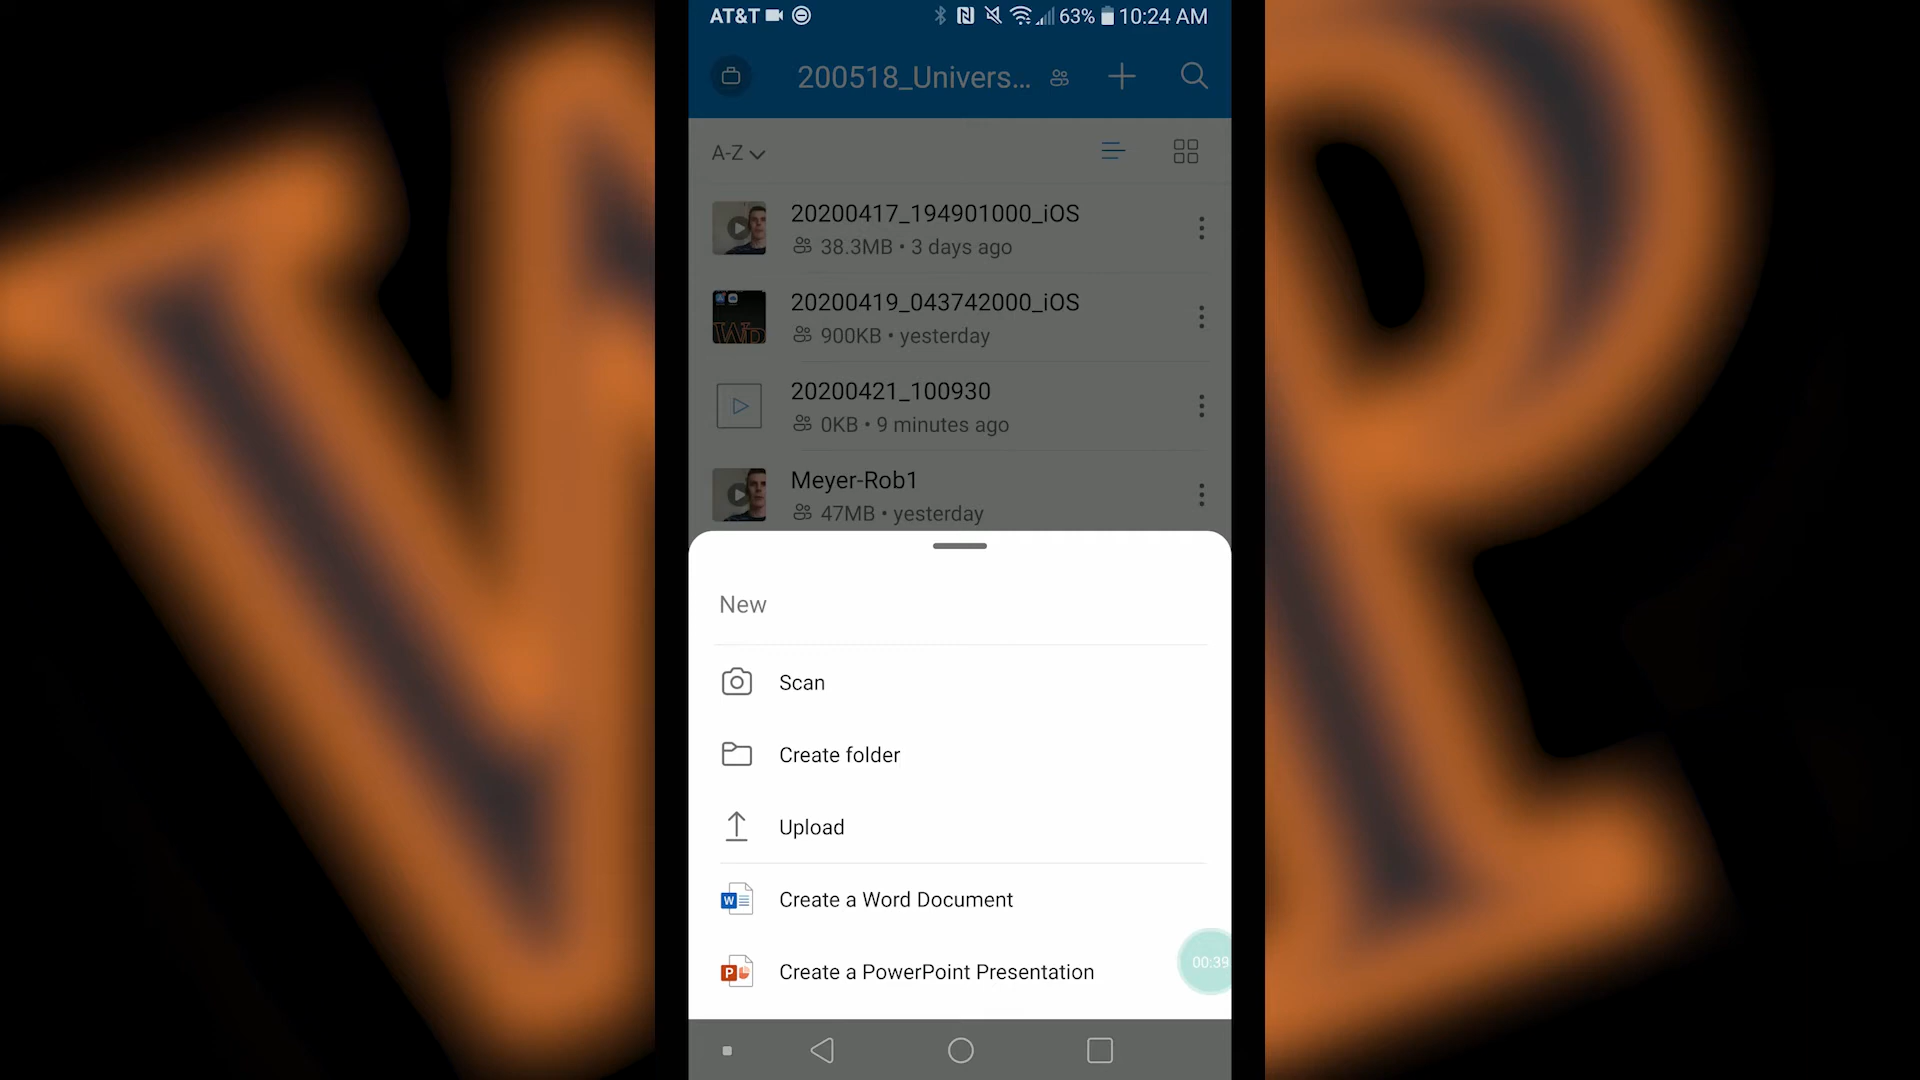 AT&T 63% 10:24 AM
200518_Univers...
A-Z
20200417_194901000_iOS
38.3MB • 3 days ago
20200419_043742000_iOS
900KB • yesterday
WP
20200421_100930
0KB • 9 minutes ago
Meyer-Rob1
47MB • yesterday
New
Scan
Create folder
Upload
W Create a Word Document
P Create a PowerPoint Presentation
00:39